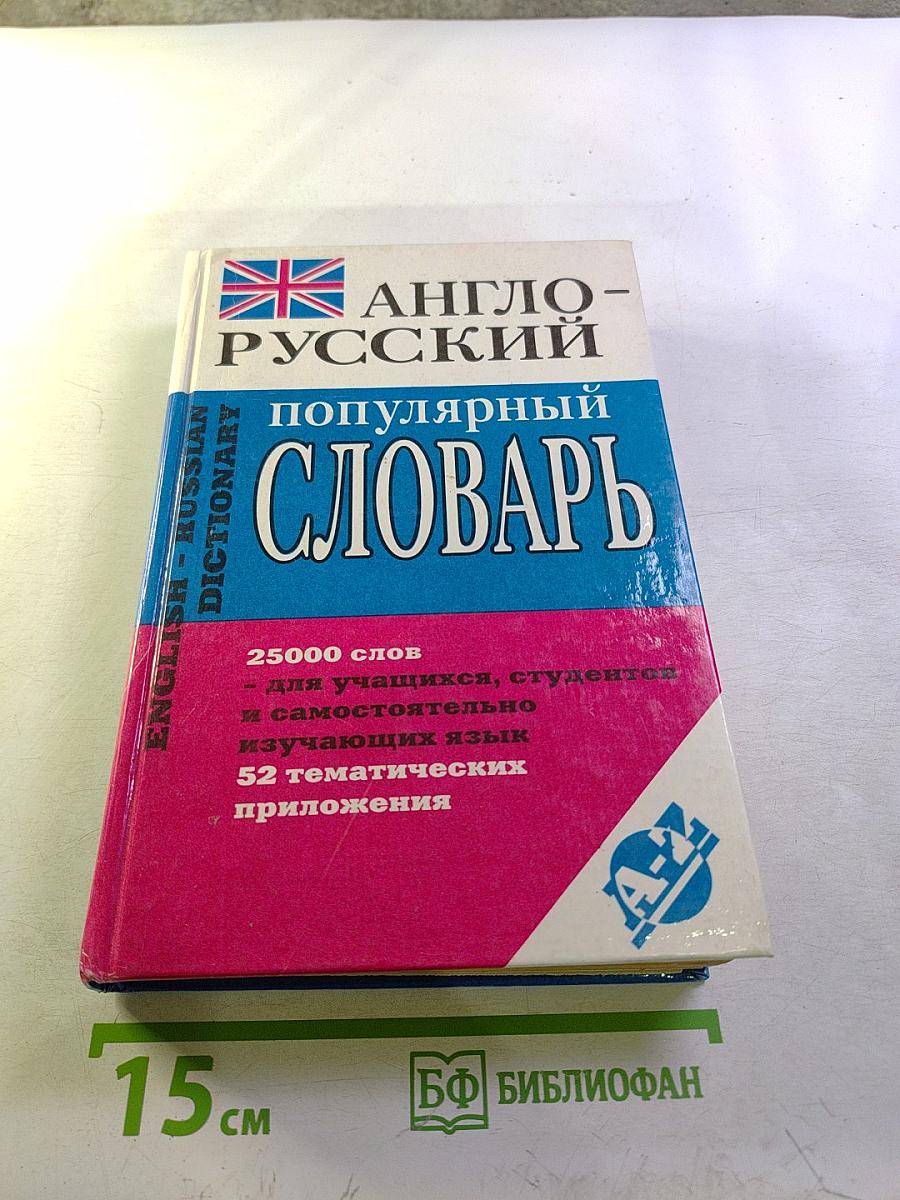 АНГЛО-
РУССКИЙ
популярный
СЛОВАРЬ
ENGLISH - RUSSIAN
DICTIONARY
25000 слов
- для учащихся, студентов
и самостоятельно
изучающих язык
52 тематических
приложения
A-Z
15 см
БФ БИБЛИОФАН